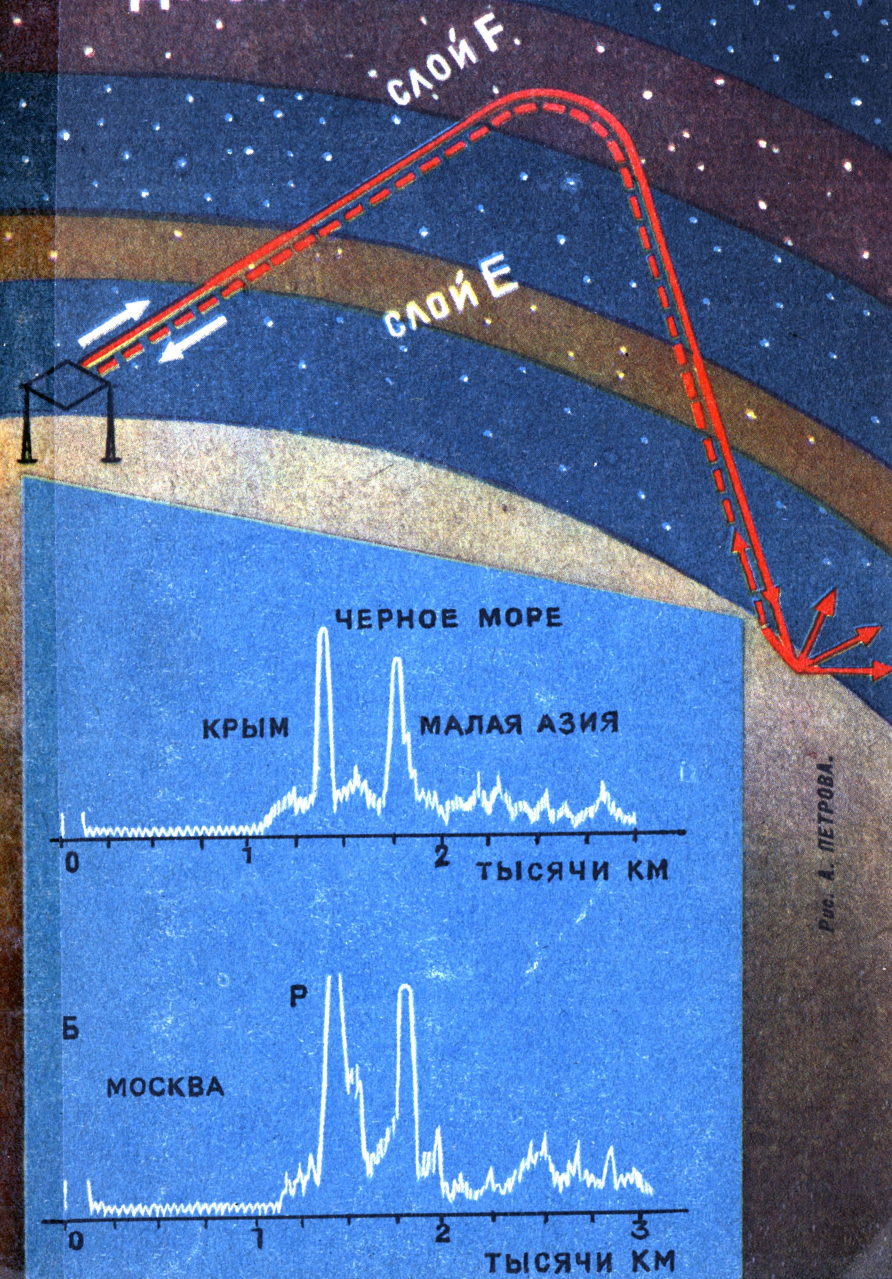 слой F
слой E
ЧЕРНОЕ МОРЕ
КРЫМ
МАЛАЯ АЗИЯ
0 1 2
ТЫСЯЧИ КМ
Рис. А. ПЕТРОВА.
Р
Б
МОСКВА
0 1 2 3
ТЫСЯЧИ КМ